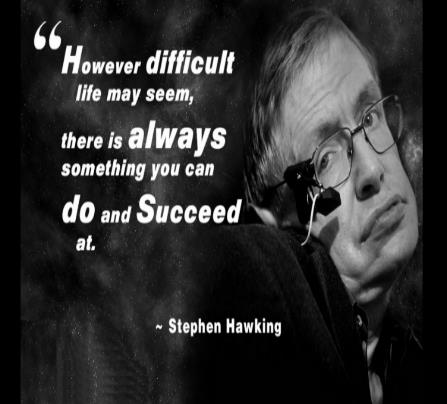 “However difficult
life may seem,
there is always
something you can
do and Succeed
at.
~ Stephen Hawking